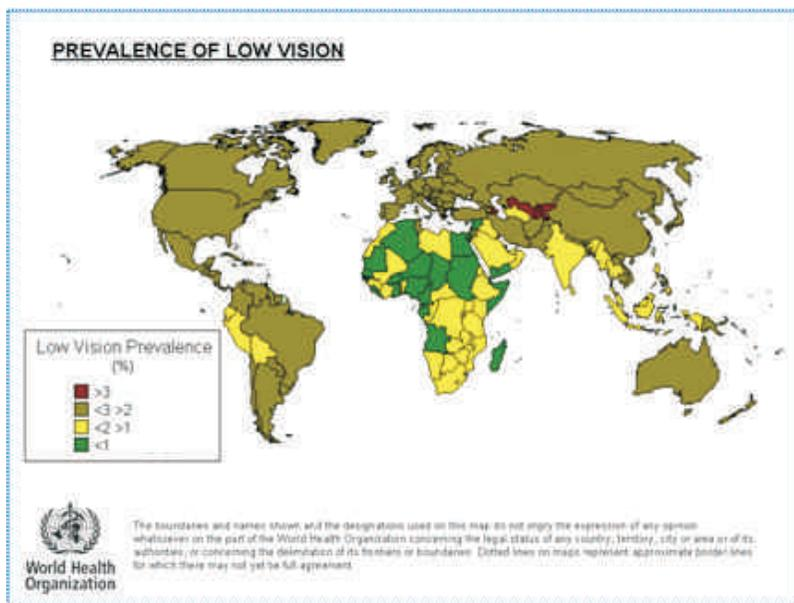 PREVALENCE OF LOW VISION
Low Vision Prevalence
(%)
>3
<3 >2
<2 >1
<1
World Health
Organization
The boundaries and names shown and the designations used on this map do not imply the expression of any opinion
whatsoever on the part of the World Health Organization concerning the legal status of any country, territory, city or area or of its
authorities, or concerning the delimitation of its frontiers or boundaries. Dotted lines on maps represent approximate border lines
for which there may not yet be full agreement.